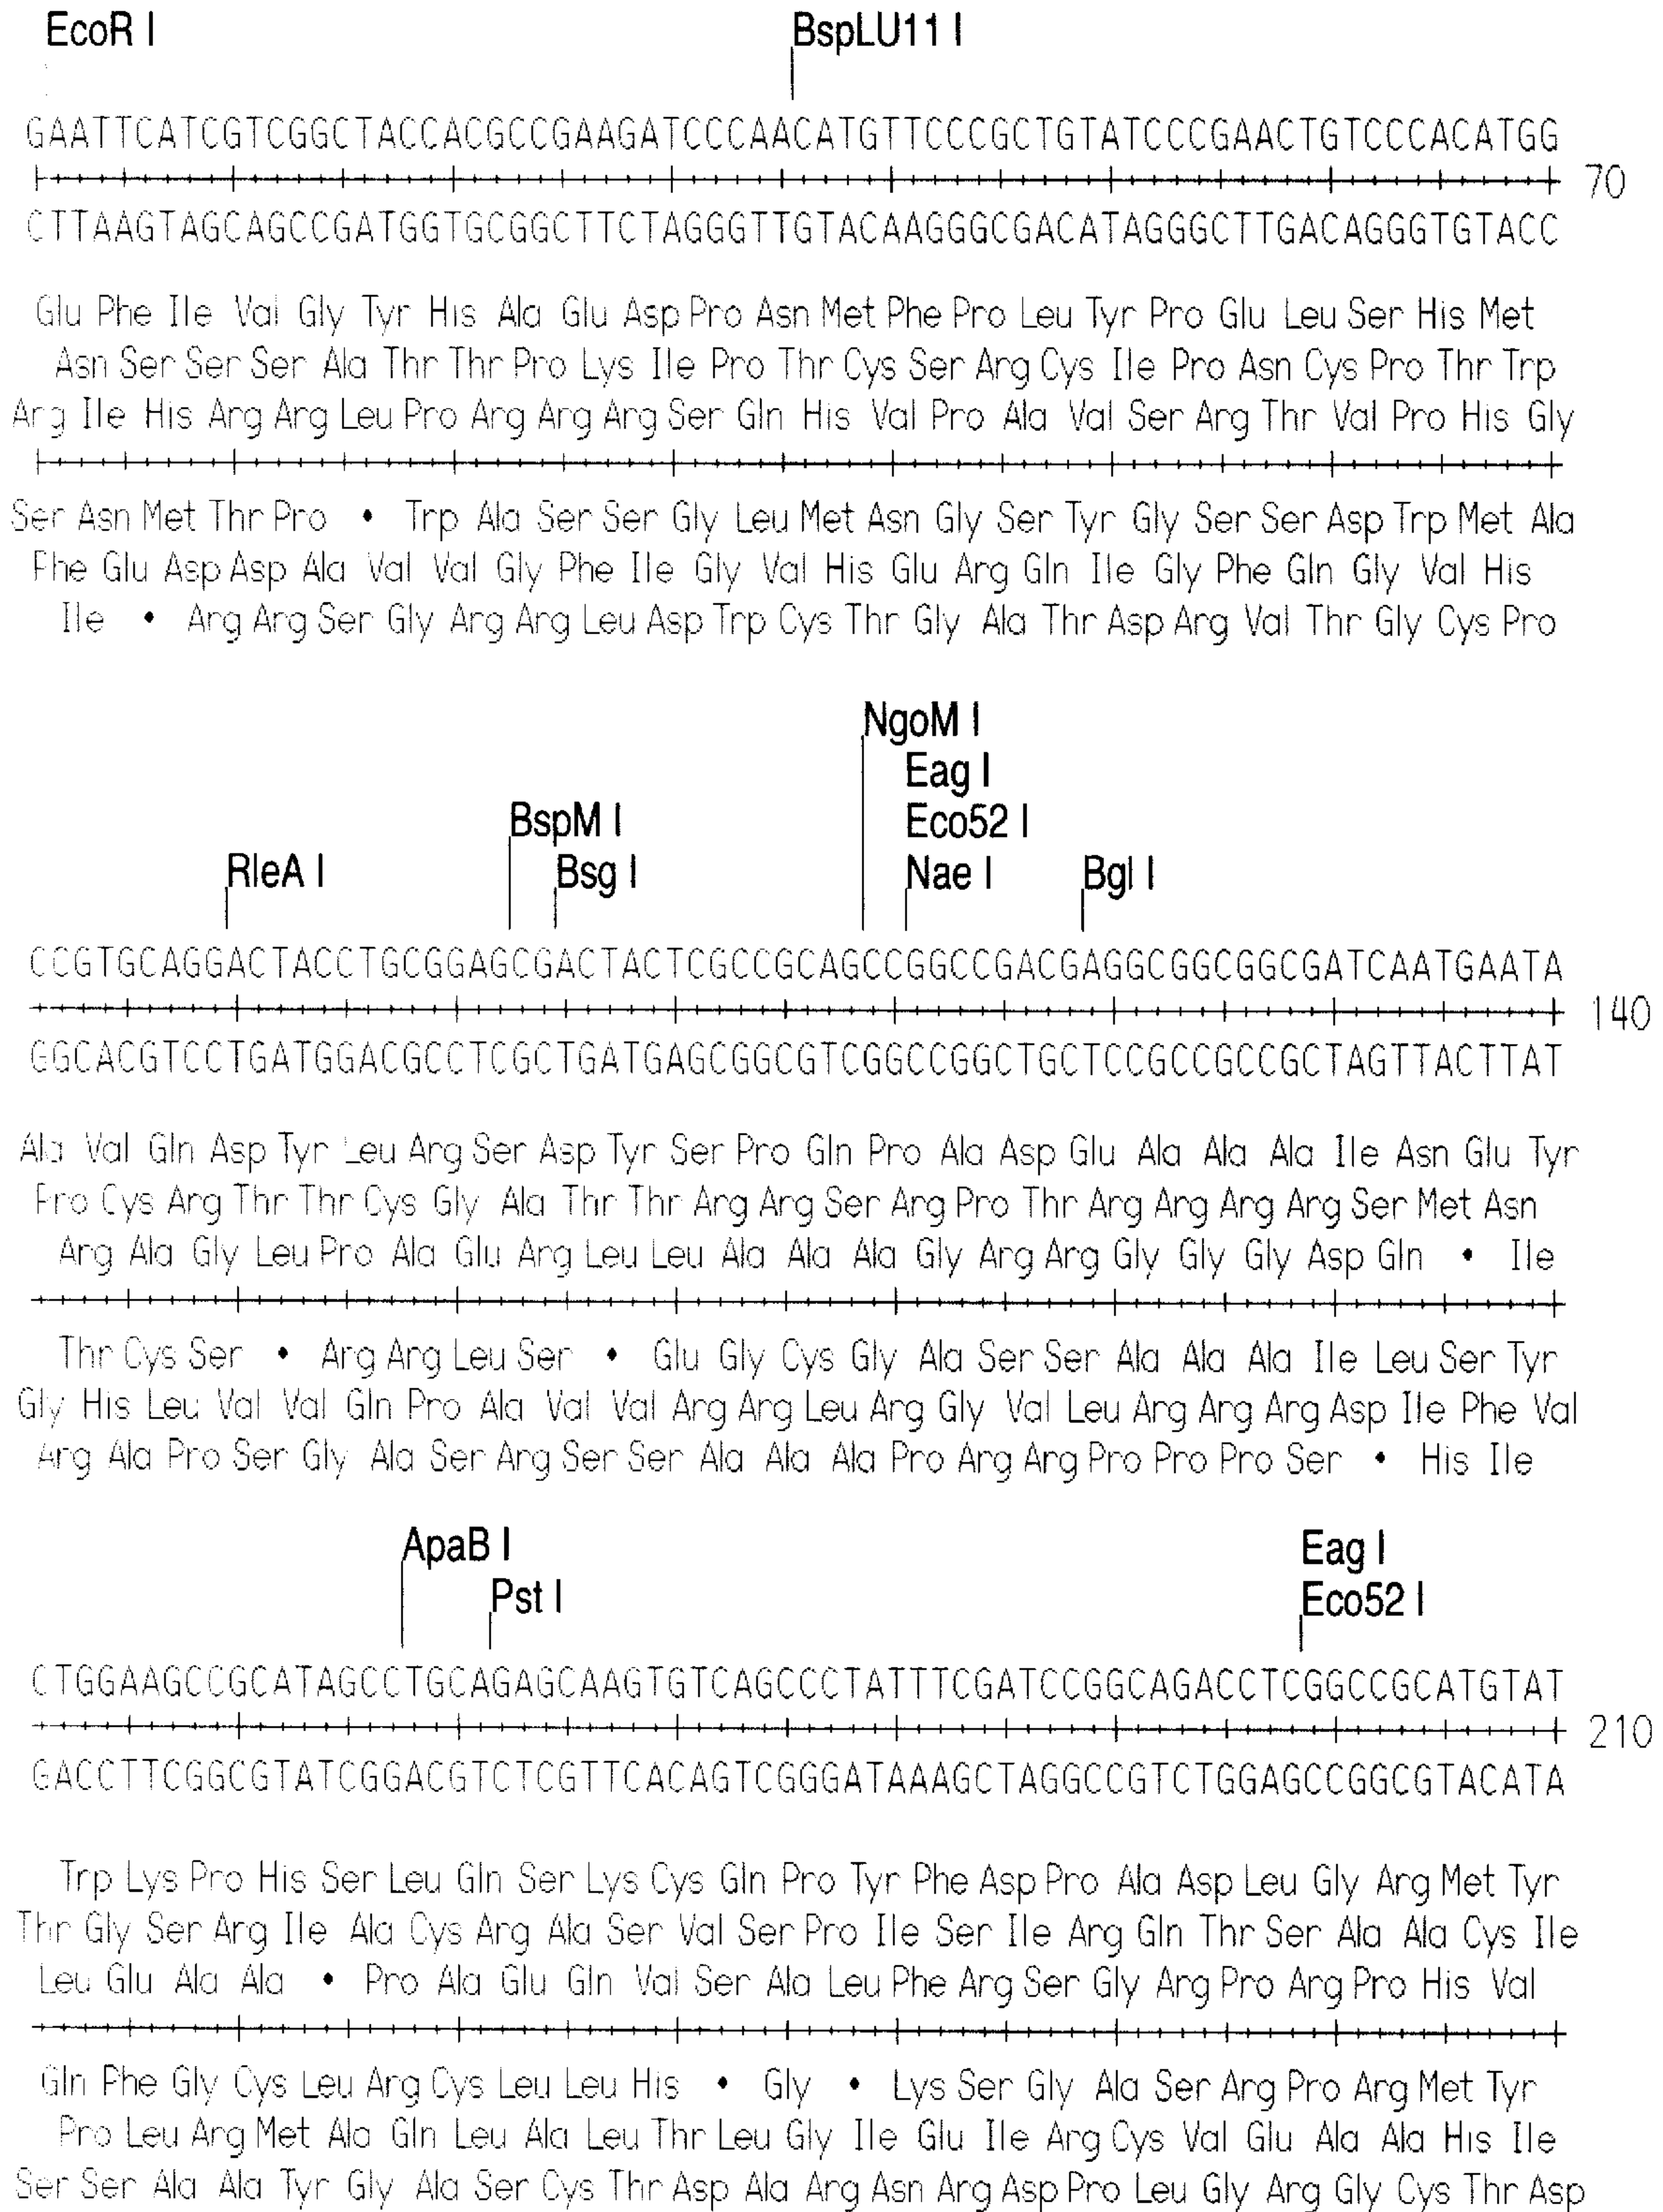 EcoR I BspLU11 I
GAATTCATCGTCGGCTACCACGCCGAAGATCCCAACATGTTCCCGCTGTATCCCGAACTGTCCCACATGG
70
CTTAAGTAGCAGCCGATGGTGCGGCTTCTAGGGTTGTACAAGGGCGACATAGGGCTTGACAGGGTGTACC
Glu Phe Ile Val Gly Tyr His Ala Glu Asp Pro Asn Met Phe Pro Leu Tyr Pro Glu Leu Ser His Met
Asn Ser Ser Ser Ala Thr Thr Pro Lys Ile Pro Thr Cys Ser Arg Cys Ile Pro Asn Cys Pro Thr Trp
Arg Ile His Arg Arg Leu Pro Arg Arg Arg Ser Gln His Val Pro Ala Val Ser Arg Thr Val Pro His Gly
Ser Asn Met Thr Pro • Trp Ala Ser Ser Gly Leu Met Asn Gly Ser Tyr Gly Ser Ser Asp Trp Met Ala
Phe Glu Asp Asp Ala Val Val Gly Phe Ile Gly Val His Glu Arg Gln Ile Gly Phe Gln Gly Val His
Ile • Arg Arg Ser Gly Arg Arg Leu Asp Trp Cys Thr Gly Ala Thr Asp Arg Val Thr Gly Cys Pro
NgoM I
Eag I
BspM I Eco52 I
RleA I Bsg I Nae I Bgl I
CCGTGCAGGACTACCTGCGGAGCGACTACTCGCCGCAGCCGGCCGACGAGGCGGCGGCGATCAATGAATA
140
GGCACGTCCTGATGGACGCCTCGCTGATGAGCGGCGTCGGCCGGCTGCTCCGCCGCCGCTAGTTACTTAT
Ala Val Gln Asp Tyr Leu Arg Ser Asp Tyr Ser Pro Gln Pro Ala Asp Glu Ala Ala Ala Ile Asn Glu Tyr
Pro Cys Arg Thr Thr Cys Gly Ala Thr Thr Arg Arg Ser Arg Pro Thr Arg Arg Arg Arg Ser Met Asn
Arg Ala Gly Leu Pro Ala Glu Arg Leu Leu Ala Ala Ala Gly Arg Arg Gly Gly Gly Asp Gln • Ile
Thr Cys Ser • Arg Arg Leu Ser • Glu Gly Cys Gly Ala Ser Ser Ala Ala Ala Ile Leu Ser Tyr
Gly His Leu Val Val Gln Pro Ala Val Val Arg Arg Leu Arg Gly Val Leu Arg Arg Arg Asp Ile Phe Val
Arg Ala Pro Ser Gly Ala Ser Arg Ser Ser Ala Ala Ala Pro Arg Arg Pro Pro Pro Ser • His Ile
ApaB I Eag I
Pst I Eco52 I
CTGGAAGCCGCATAGCCTGCAGAGCAAGTGTCAGCCCTATTTCGATCCGGCAGACCTCGGCCGCATGTAT
210
GACCTTCGGCGTATCGGACGTCTCGTTCACAGTCGGGATAAAGCTAGGCCGTCTGGAGCCGGCGTACATA
Trp Lys Pro His Ser Leu Gln Ser Lys Cys Gln Pro Tyr Phe Asp Pro Ala Asp Leu Gly Arg Met Tyr
Thr Gly Ser Arg Ile Ala Cys Arg Ala Ser Val Ser Pro Ile Ser Ile Arg Gln Thr Ser Ala Ala Cys Ile
Leu Glu Ala Ala • Pro Ala Glu Gln Val Ser Ala Leu Phe Arg Ser Gly Arg Pro Arg Pro His Val
Gln Phe Gly Cys Leu Arg Cys Leu Leu His • Gly • Lys Ser Gly Ala Ser Arg Pro Arg Met Tyr
Pro Leu Arg Met Ala Gln Leu Ala Leu Thr Leu Gly Ile Glu Ile Arg Cys Val Glu Ala Ala His Ile
Ser Ser Ala Ala Tyr Gly Ala Ser Cys Thr Asp Ala Arg Asn Arg Asp Pro Leu Gly Arg Gly Cys Thr Asp